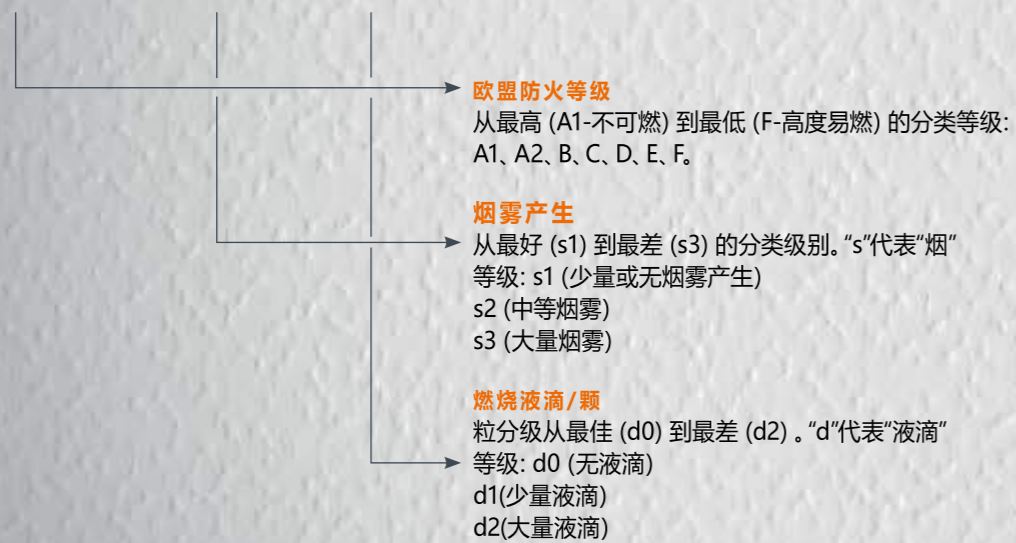 欧盟防火等级
从最高 (A1-不可燃) 到最低 (F-高度易燃) 的分类等级:
A1、A2、B、C、D、E、F。
烟雾产生
从最好 (s1) 到最差 (s3) 的分类级别。“s”代表“烟”
等级: s1 (少量或无烟雾产生)
s2 (中等烟雾)
s3 (大量烟雾)
燃烧液滴/颗
粒分级从最佳 (d0) 到最差 (d2) 。“d”代表“液滴”
等级: d0 (无液滴)
d1(少量液滴)
d2(大量液滴)